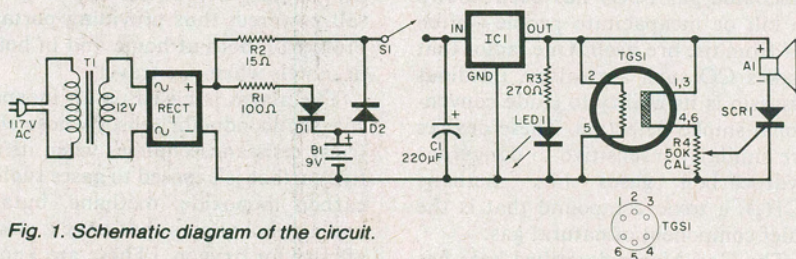 T1
117V
AC
12V
RECT
1
+
−
R2
15Ω
R1
100Ω
D1
D2
B1
9V
+
S1
IN
IC1
OUT
GND
C1
220µF
+
R3
270Ω
LED1
TGS1
2
1,3
5
4,6
R4
50K
CAL
A1
+
−
SCR1
Fig. 1. Schematic diagram of the circuit.
1 2 3
6 5 4
TGS1